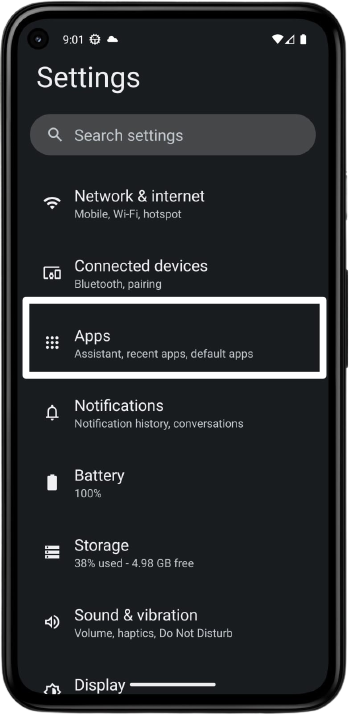 9:01
Settings
Search settings
Network & internet
Mobile, Wi-Fi, hotspot
Connected devices
Bluetooth, pairing
Apps
Assistant, recent apps, default apps
Notifications
Notification history, conversations
Battery
100%
Storage
38% used - 4.98 GB free
Sound & vibration
Volume, haptics, Do Not Disturb
Display